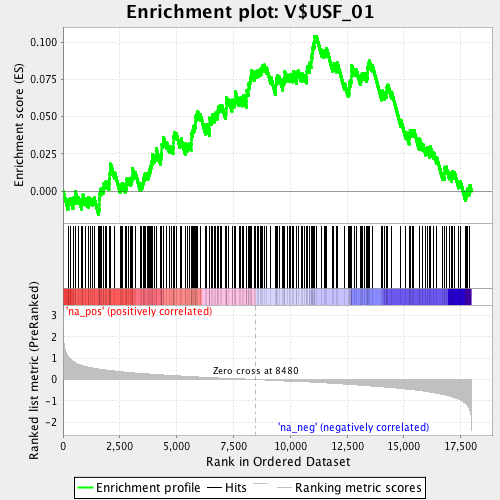 Enrichment plot: V$USF_01
Enrichment score (ES)
0.100
0.075
0.050
0.025
0.000
'na_pos' (positively correlated)
Ranked list metric (PreRanked)
3
2
1
0
-1
-2
Zero cross at 8480
'na_neg' (negatively correlated)
0
2,500
5,000
7,500
10,000
12,500
15,000
17,500
Rank in Ordered Dataset
Enrichment profile
Hits
Ranking metric scores